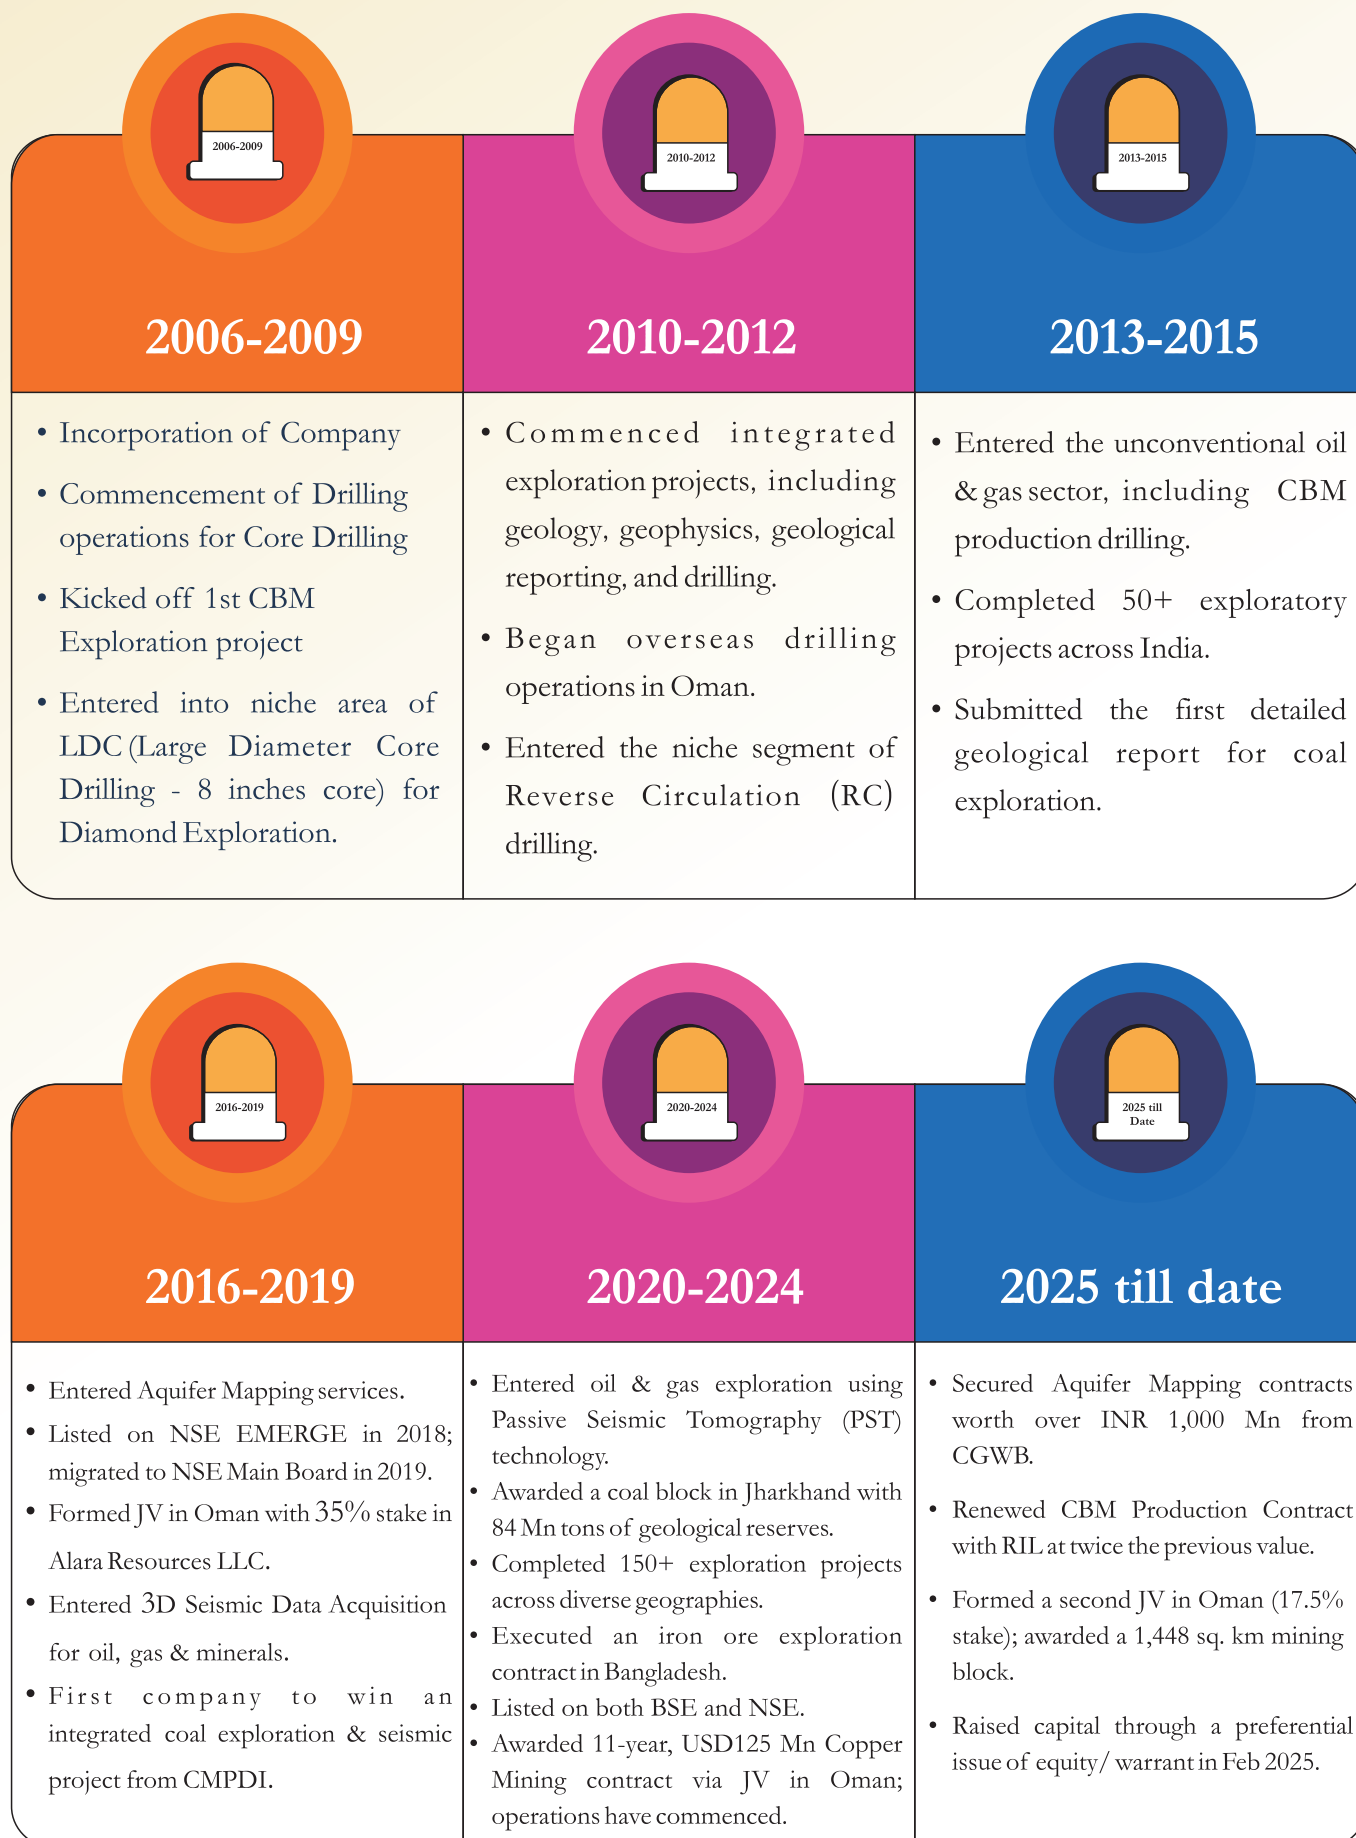 2006-2009
2010-2012
2013-2015
2006-2009
2010-2012
2013-2015
• Incorporation of Company
• Commencement of Drilling
operations for Core Drilling
• Kicked off 1st CBM
Exploration project
• Entered into niche area of
LDC (Large Diameter Core
Drilling - 8 inches core) for
Diamond Exploration.
• Commenced integrated
exploration projects, including
geology, geophysics, geological
reporting, and drilling.
• Began overseas drilling
operations in Oman.
• Entered the niche segment of
Reverse Circulation (RC)
drilling.
• Entered the unconventional oil
& gas sector, including CBM
production drilling.
• Completed 50+ exploratory
projects across India.
• Submitted the first detailed
geological report for coal
exploration.
2016-2019
2020-2024
2025 till
Date
2016-2019
2020-2024
2025 till date
• Entered Aquifer Mapping services.
• Listed on NSE EMERGE in 2018;
migrated to NSE Main Board in 2019.
• Formed JV in Oman with 35% stake in
Alara Resources LLC.
• Entered 3D Seismic Data Acquisition
for oil, gas & minerals.
• First company to win an
integrated coal exploration & seismic
project from CMPDI.
• Entered oil & gas exploration using
Passive Seismic Tomography (PST)
technology.
• Awarded a coal block in Jharkhand with
84 Mn tons of geological reserves.
• Completed 150+ exploration projects
across diverse geographies.
• Executed an iron ore exploration
contract in Bangladesh.
• Listed on both BSE and NSE.
• Awarded 11-year, USD125 Mn Copper
Mining contract via JV in Oman;
operations have commenced.
• Secured Aquifer Mapping contracts
worth over INR 1,000 Mn from
CGWB.
• Renewed CBM Production Contract
with RIL at twice the previous value.
• Formed a second JV in Oman (17.5%
stake); awarded a 1,448 sq. km mining
block.
• Raised capital through a preferential
issue of equity/ warrant in Feb 2025.